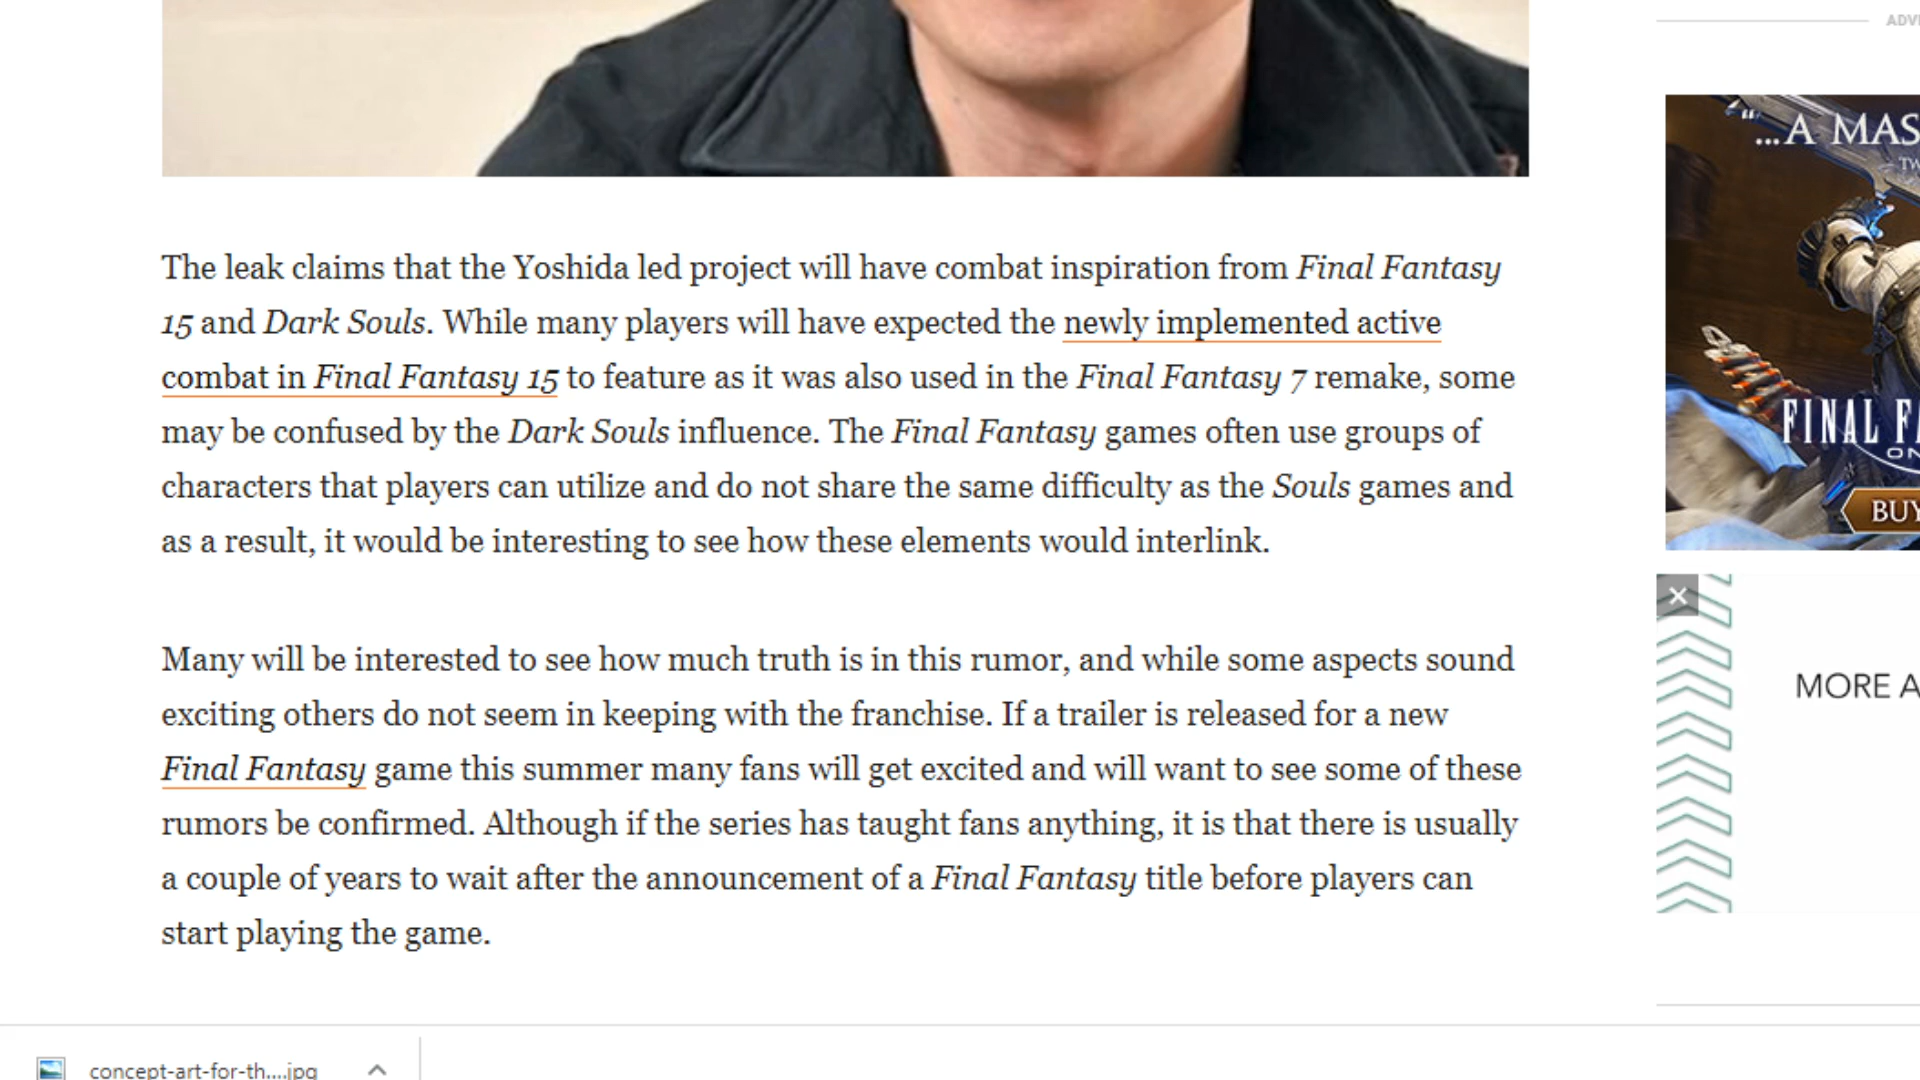 ADV
"...A MAS
TW
FINAL FA
ON
BUY
The leak claims that the Yoshida led project will have combat inspiration from Final Fantasy
15 and Dark Souls. While many players will have expected the newly implemented active
combat in Final Fantasy 15 to feature as it was also used in the Final Fantasy 7 remake, some
may be confused by the Dark Souls influence. The Final Fantasy games often use groups of
characters that players can utilize and do not share the same difficulty as the Souls games and
as a result, it would be interesting to see how these elements would interlink.
Many will be interested to see how much truth is in this rumor, and while some aspects sound
exciting others do not seem in keeping with the franchise. If a trailer is released for a new
Final Fantasy game this summer many fans will get excited and will want to see some of these
rumors be confirmed. Although if the series has taught fans anything, it is that there is usually
a couple of years to wait after the announcement of a Final Fantasy title before players can
start playing the game.
MORE A
concept-art-for-th....jpg